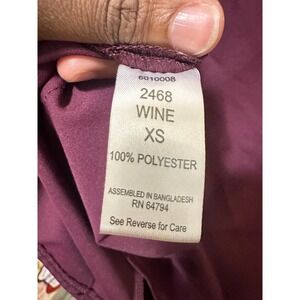 6010008
2468
WINE
XS
100% POLYESTER
ASSEMBLED IN BANGLADESH
RN 64794
See Reverse for Care